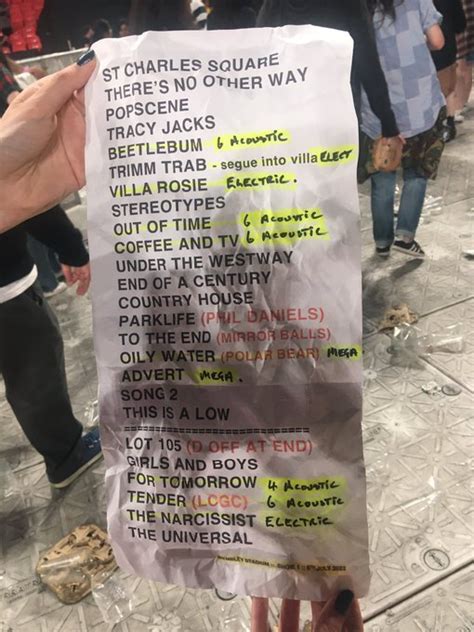 ST CHARLES SQUARE
THERE'S NO OTHER WAY
POPSCENE
TRACY JACKS
BEETLEBUM 6 ACOUSTIC
TRIMM TRAB - segue into villa ELECT
VILLA ROSIE ELECTRIC.
STEREOTYPES
OUT OF TIME - 6 ACOUSTIC
COFFEE AND TV 6 ACOUSTIC
UNDER THE WESTWAY
END OF A CENTURY
COUNTRY HOUSE
PARKLIFE (PHIL DANIELS)
TO THE END (MIRROR BALLS)
OILY WATER (POLAR BEAR) MEGA
ADVERT MEGA.
SONG 2
THIS IS A LOW
LOT 105 (D OFF AT END)
GIRLS AND BOYS
FOR TOMORROW 4 ACOUSTIC
TENDER (LCGC) - 6 ACOUSTIC
THE NARCISSIST ELECTRIC
THE UNIVERSAL
STADIUM JULY 2023